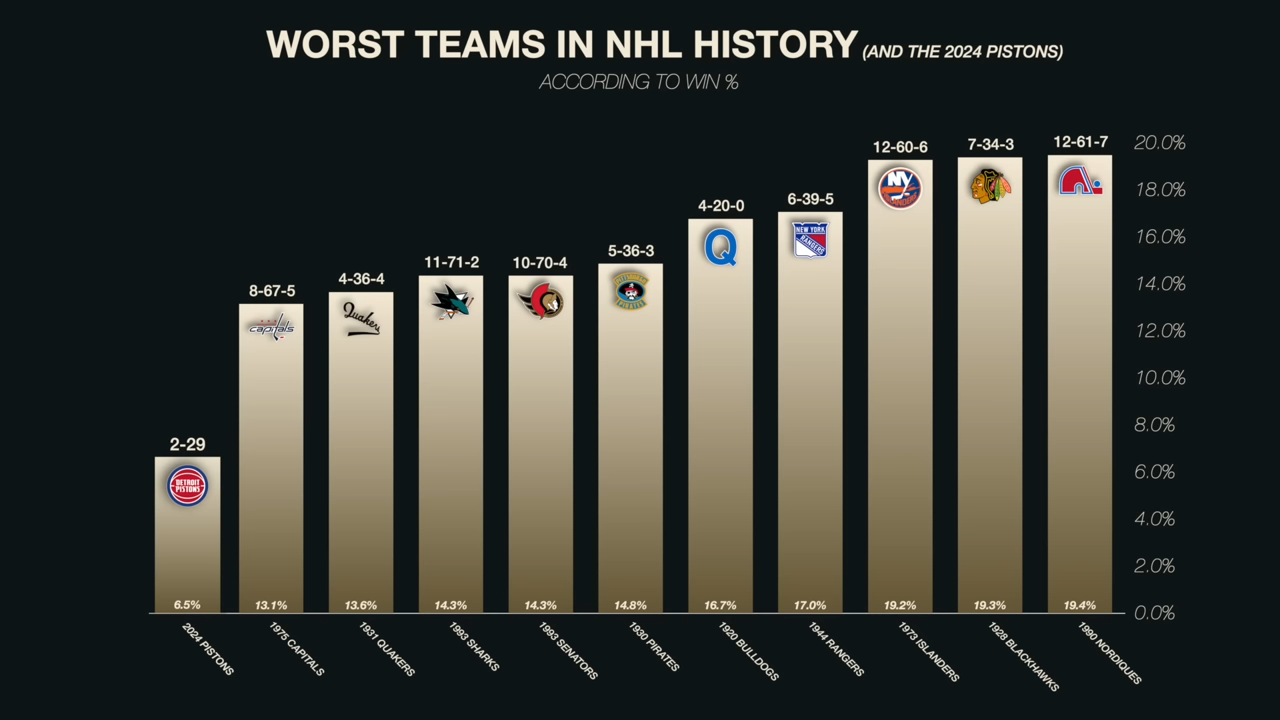 WORST TEAMS IN NHL HISTORY (AND THE 2024 PISTONS)
ACCORDING TO WIN %
2-29
8-67-5
4-36-4
11-71-2
10-70-4
5-36-3
4-20-0
6-39-5
12-60-6
7-34-3
12-61-7
20.0%
18.0%
16.0%
14.0%
12.0%
10.0%
8.0%
6.0%
4.0%
2.0%
0.0%
DETROIT
PISTONS
capitals
Quakers
PITTSBURGH
PIRATES
Q
NEW YORK
RANGERS
NY
ISLANDERS
6.5%
13.1%
13.6%
14.3%
14.3%
14.8%
16.7%
17.0%
19.2%
19.3%
19.4%
2024 PISTONS
1975 CAPITALS
1931 QUAKERS
1993 SHARKS
1993 SENATORS
1930 PIRATES
1920 BULLDOGS
1944 RANGERS
1973 ISLANDERS
1928 BLACKHAWKS
1990 NORDIQUES